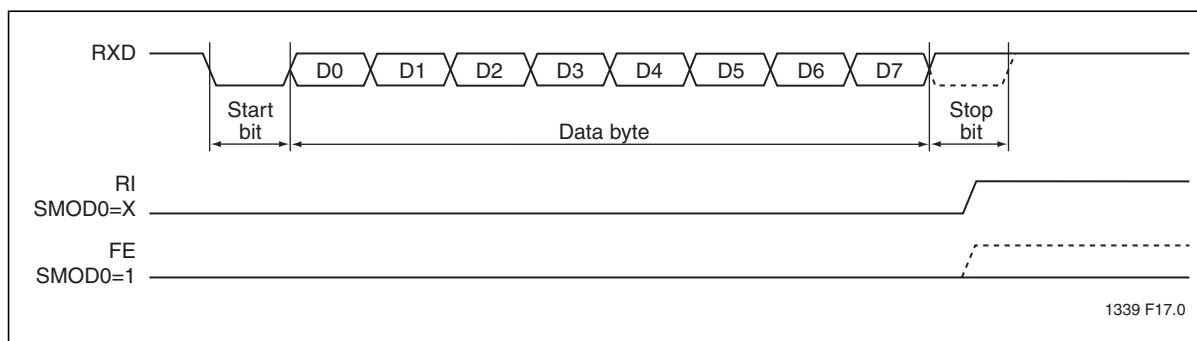 RXD
D0 D1 D2 D3 D4 D5 D6 D7
Start
bit
Data byte
Stop
bit
RI
SMOD0=X
FE
SMOD0=1
1339 F17.0